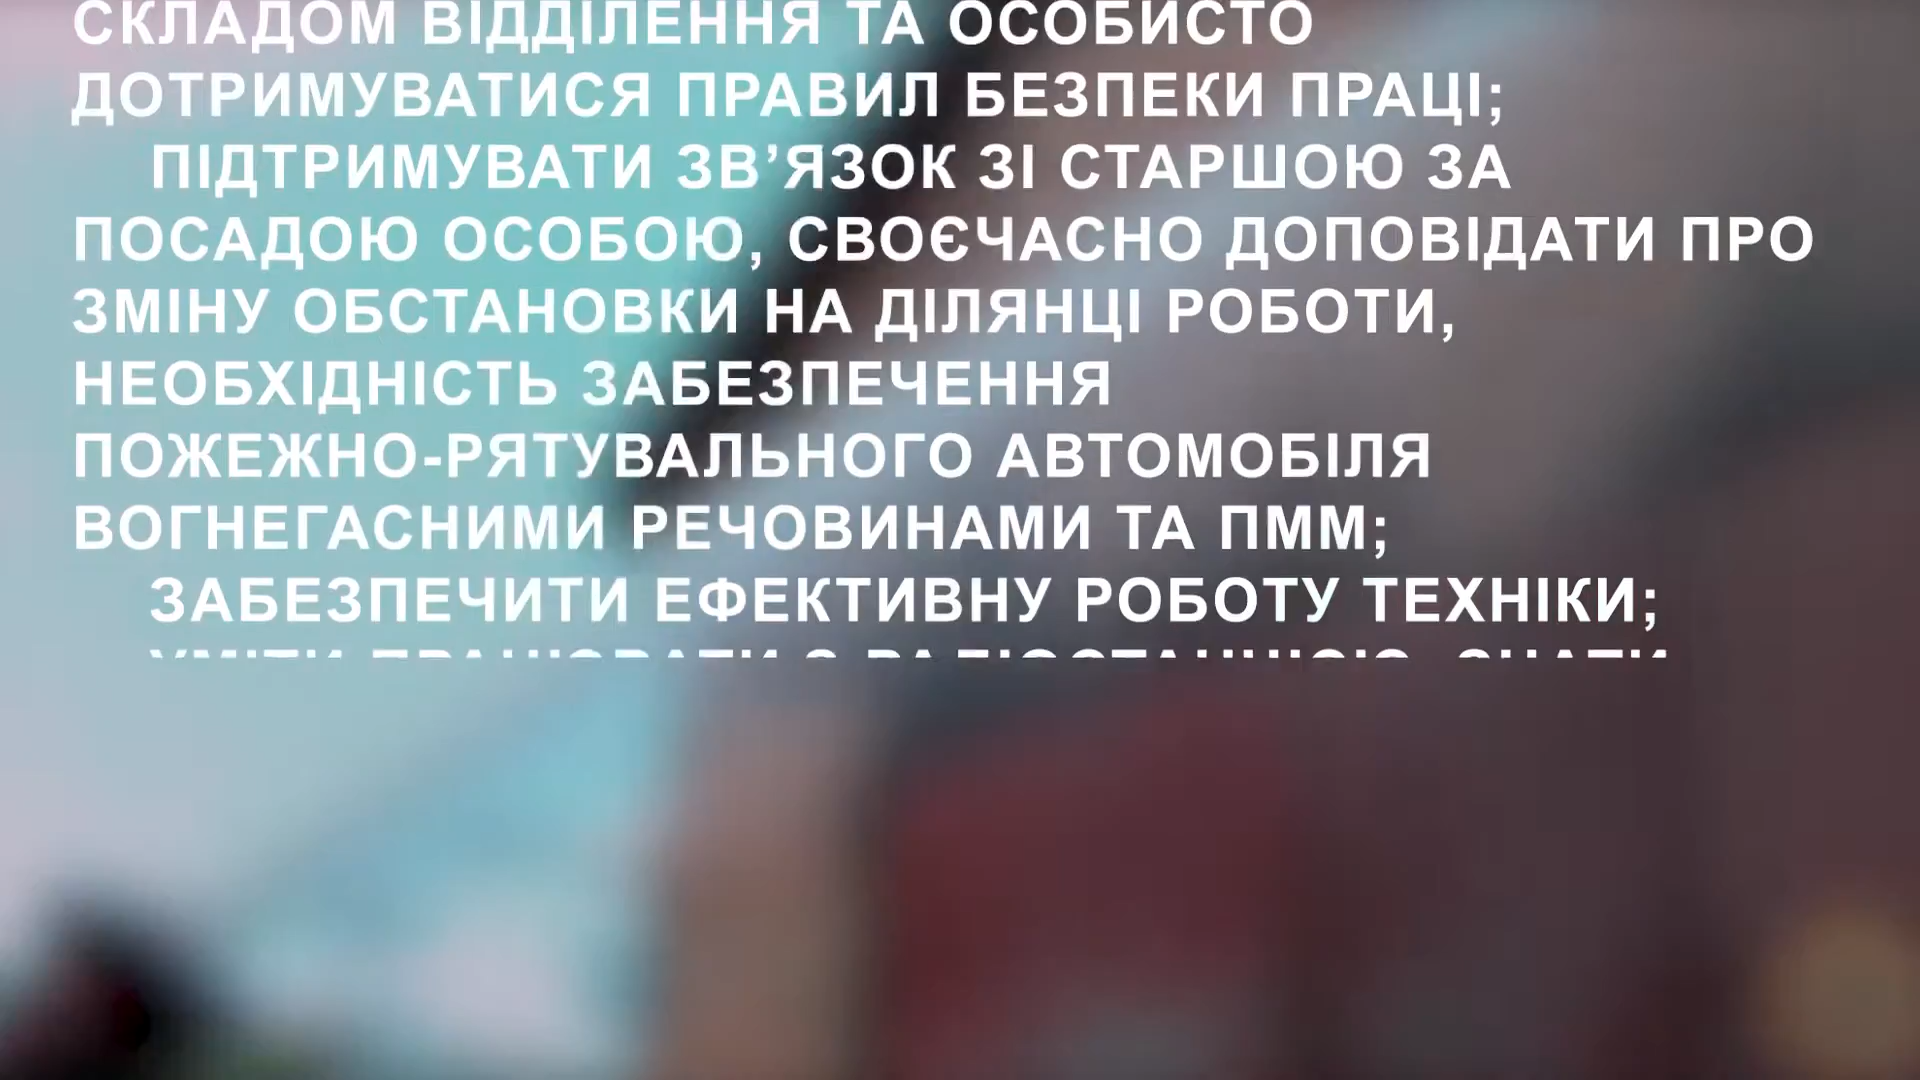 СКЛАДОМ ВІДДІЛЕННЯ ТА ОСОБИСТО
ДОТРИМУВАТИСЯ ПРАВИЛ БЕЗПЕКИ ПРАЦІ;
ПІДТРИМУВАТИ ЗВ’ЯЗОК ЗІ СТАРШОЮ ЗА
ПОСАДОЮ ОСОБОЮ, СВОЄЧАСНО ДОПОВІДАТИ ПРО
ЗМІНУ ОБСТАНОВКИ НА ДІЛЯНЦІ РОБОТИ,
НЕОБХІДНІСТЬ ЗАБЕЗПЕЧЕННЯ
ПОЖЕЖНО-РЯТУВАЛЬНОГО АВТОМОБІЛЯ
ВОГНЕГАСНИМИ РЕЧОВИНАМИ ТА ПММ;
ЗАБЕЗПЕЧИТИ ЕФЕКТИВНУ РОБОТУ ТЕХНІКИ;